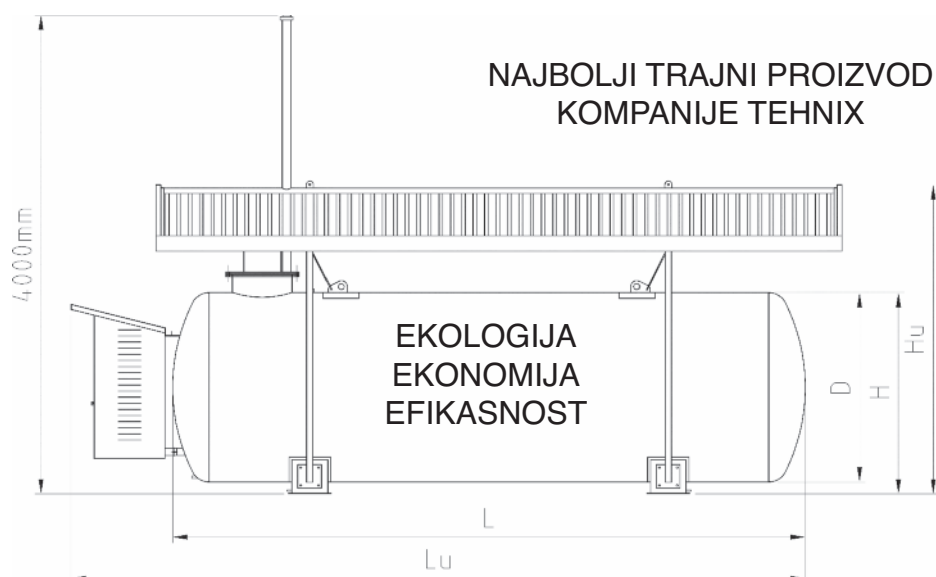 NAJBOLJI TRAJNI PROIZVOD
KOMPANIJE TEHNIX
4000mm
EKOLOGIJA
EKONOMIJA
EFIKASNOST
D
H
Hu
L
Lu